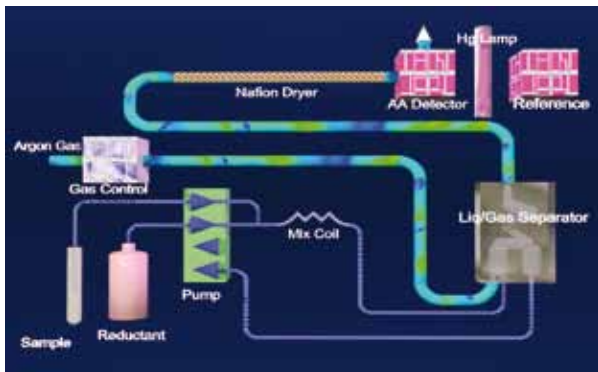 Hg Lamp
Nafion Dryer
AA Detector
Reference
Argon Gas
Gas Control
Liq/Gas Separator
Mix Coil
Pump
Reductant
Sample